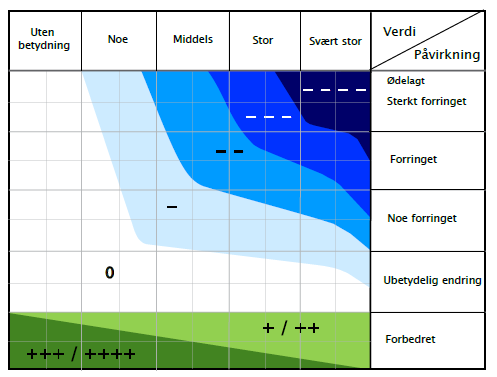 Uten
betydning
Noe
Middels
Stor
Svært stor
Verdi
Påvirkning
Ødelagt
Sterkt forringet
– – – –
– – –
Forringet
– –
Noe forringet
–
Ubetydelig endring
0
Forbedret
+ / ++
+++ / ++++